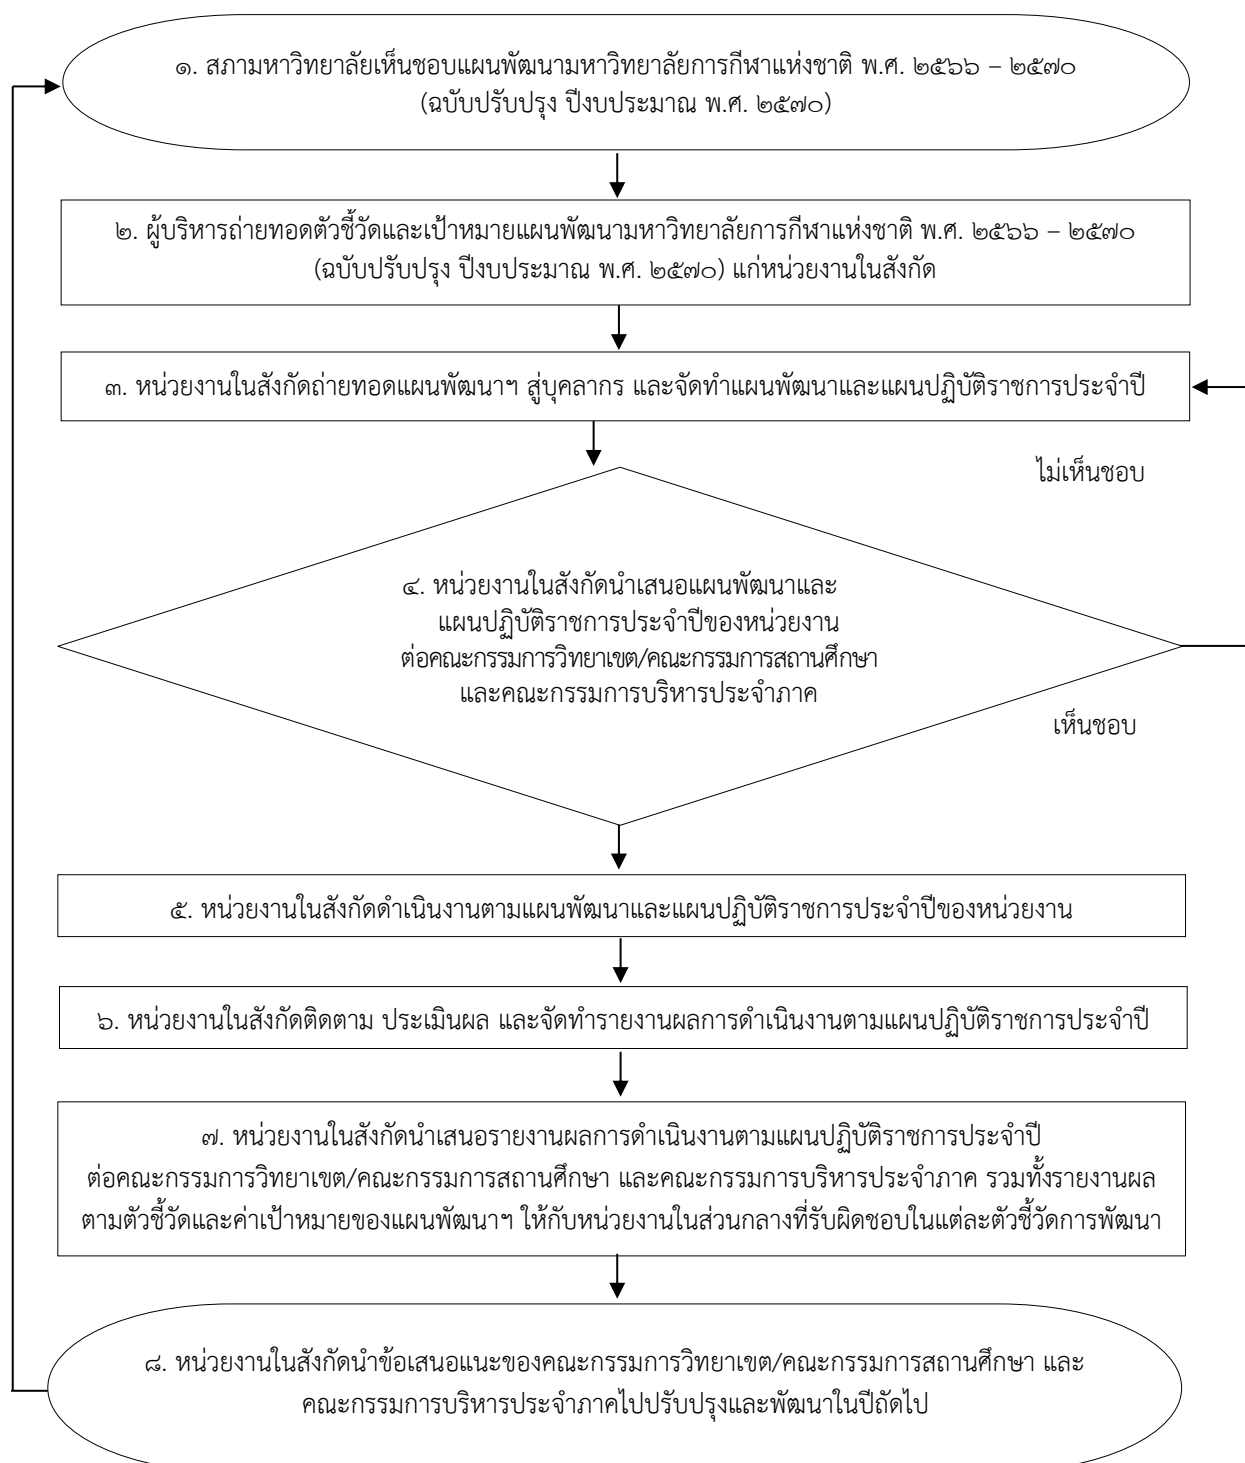 ๑. สภามหาวิทยาลัยเห็นชอบแผนพัฒนามหาวิทยาลัยการกีฬาแห่งชาติ พ.ศ. ๒๕๖๖ – ๒๕๗๐
(ฉบับปรับปรุง ปีงบประมาณ พ.ศ. ๒๕๗๐)
๒. ผู้บริหารถ่ายทอดตัวชี้วัดและเป้าหมายแผนพัฒนามหาวิทยาลัยการกีฬาแห่งชาติ พ.ศ. ๒๕๖๖ – ๒๕๗๐
(ฉบับปรับปรุง ปีงบประมาณ พ.ศ. ๒๕๗๐) แก่หน่วยงานในสังกัด
๓. หน่วยงานในสังกัดถ่ายทอดแผนพัฒนาฯ สู่บุคลากร และจัดทำแผนพัฒนาและแผนปฏิบัติราชการประจำปี
ไม่เห็นชอบ
๔. หน่วยงานในสังกัดนำเสนอแผนพัฒนาและ
แผนปฏิบัติราชการประจำปีของหน่วยงาน
ต่อคณะกรรมการวิทยาเขต/คณะกรรมการสถานศึกษา
และคณะกรรมการบริหารประจำภาค
เห็นชอบ
๕. หน่วยงานในสังกัดดำเนินงานตามแผนพัฒนาและแผนปฏิบัติราชการประจำปีของหน่วยงาน
๖. หน่วยงานในสังกัดติดตาม ประเมินผล และจัดทำรายงานผลการดำเนินงานตามแผนปฏิบัติราชการประจำปี
๗. หน่วยงานในสังกัดนำเสนอรายงานผลการดำเนินงานตามแผนปฏิบัติราชการประจำปี
ต่อคณะกรรมการวิทยาเขต/คณะกรรมการสถานศึกษา และคณะกรรมการบริหารประจำภาค รวมทั้งรายงานผล
ตามตัวชี้วัดและค่าเป้าหมายของแผนพัฒนาฯ ให้กับหน่วยงานในส่วนกลางที่รับผิดชอบในแต่ละตัวชี้วัดการพัฒนา
๘. หน่วยงานในสังกัดนำข้อเสนอแนะของคณะกรรมการวิทยาเขต/คณะกรรมการสถานศึกษา และ
คณะกรรมการบริหารประจำภาคไปปรับปรุงและพัฒนาในปีถัดไป